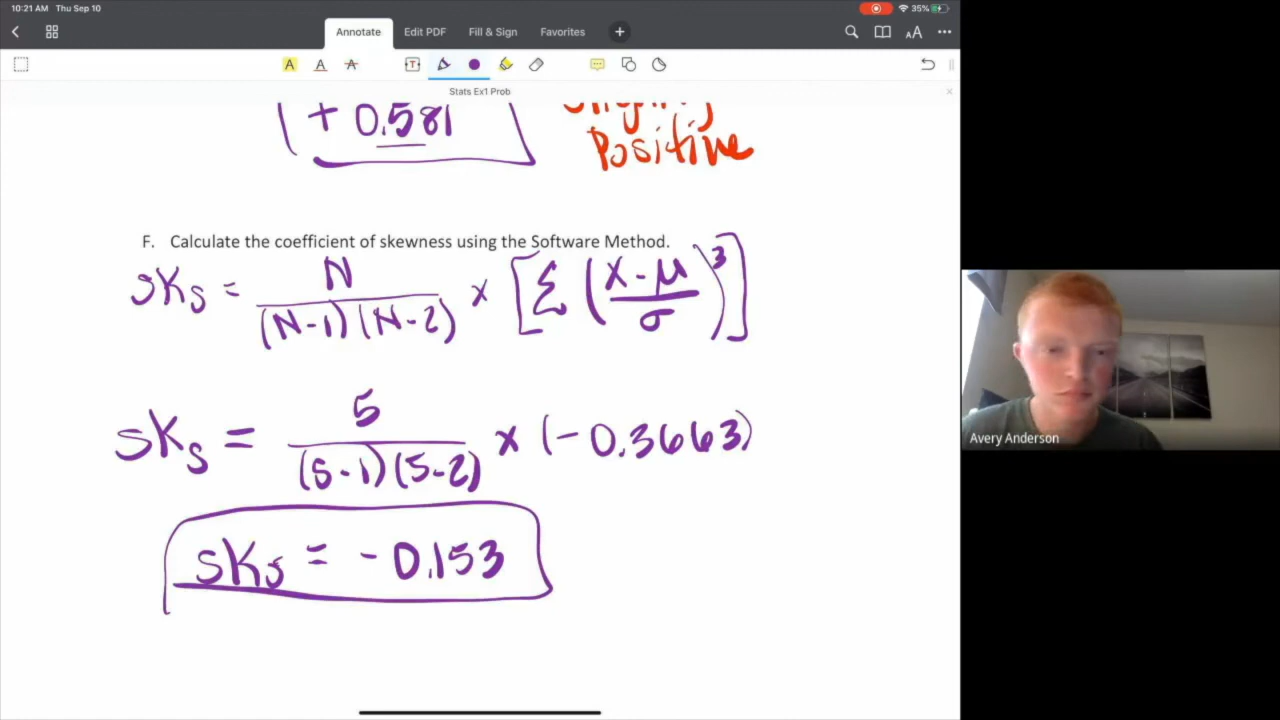 10:21 AM Thu Sep 10
35%
Annotate Edit PDF Fill & Sign Favorites
Stats Ex1 Prob
+ 0.581
Positive
F. Calculate the coefficient of skewness using the Software Method.
SKs = N / (N-1)(N-2) x [Σ (X-μ / σ)³]
SKs = 5 / (5-1)(5-2) x (-0.3663)
SKs = -0.153
Avery Anderson